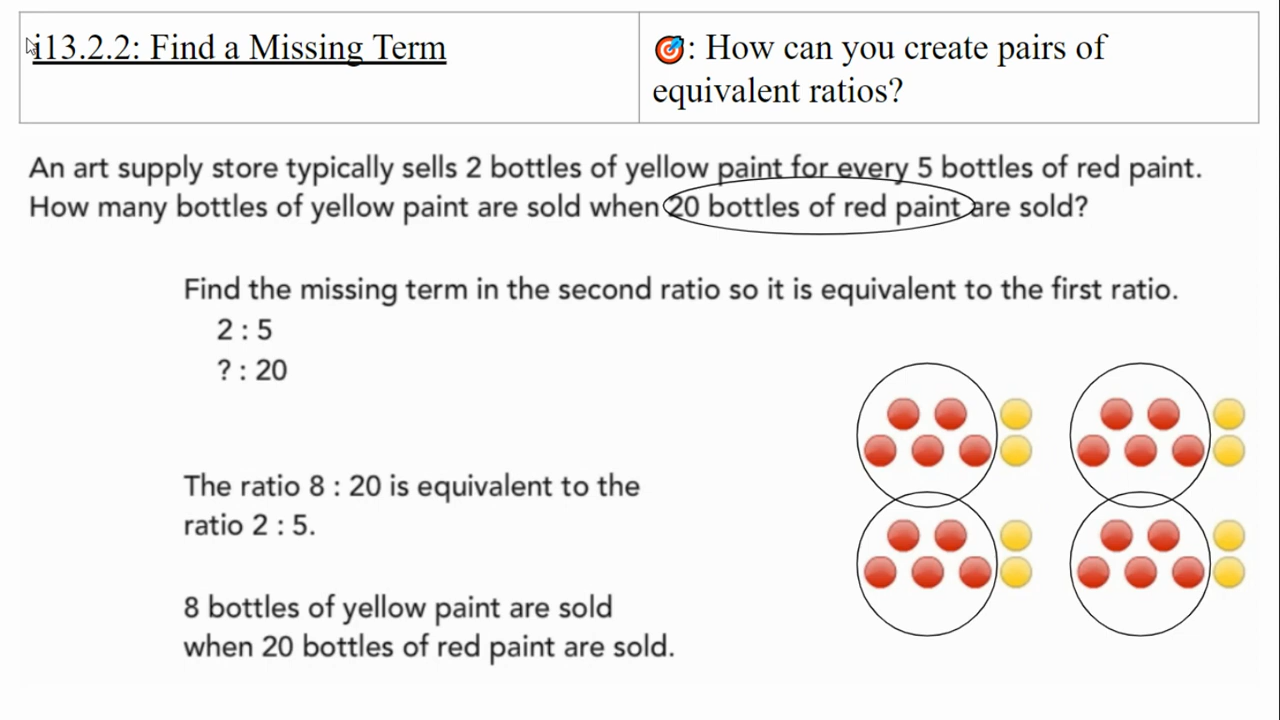 i13.2.2: Find a Missing Term
🎯: How can you create pairs of
equivalent ratios?
An art supply store typically sells 2 bottles of yellow paint for every 5 bottles of red paint.
How many bottles of yellow paint are sold when 20 bottles of red paint are sold?
Find the missing term in the second ratio so it is equivalent to the first ratio.
2 : 5
? : 20
The ratio 8 : 20 is equivalent to the
ratio 2 : 5.
8 bottles of yellow paint are sold
when 20 bottles of red paint are sold.